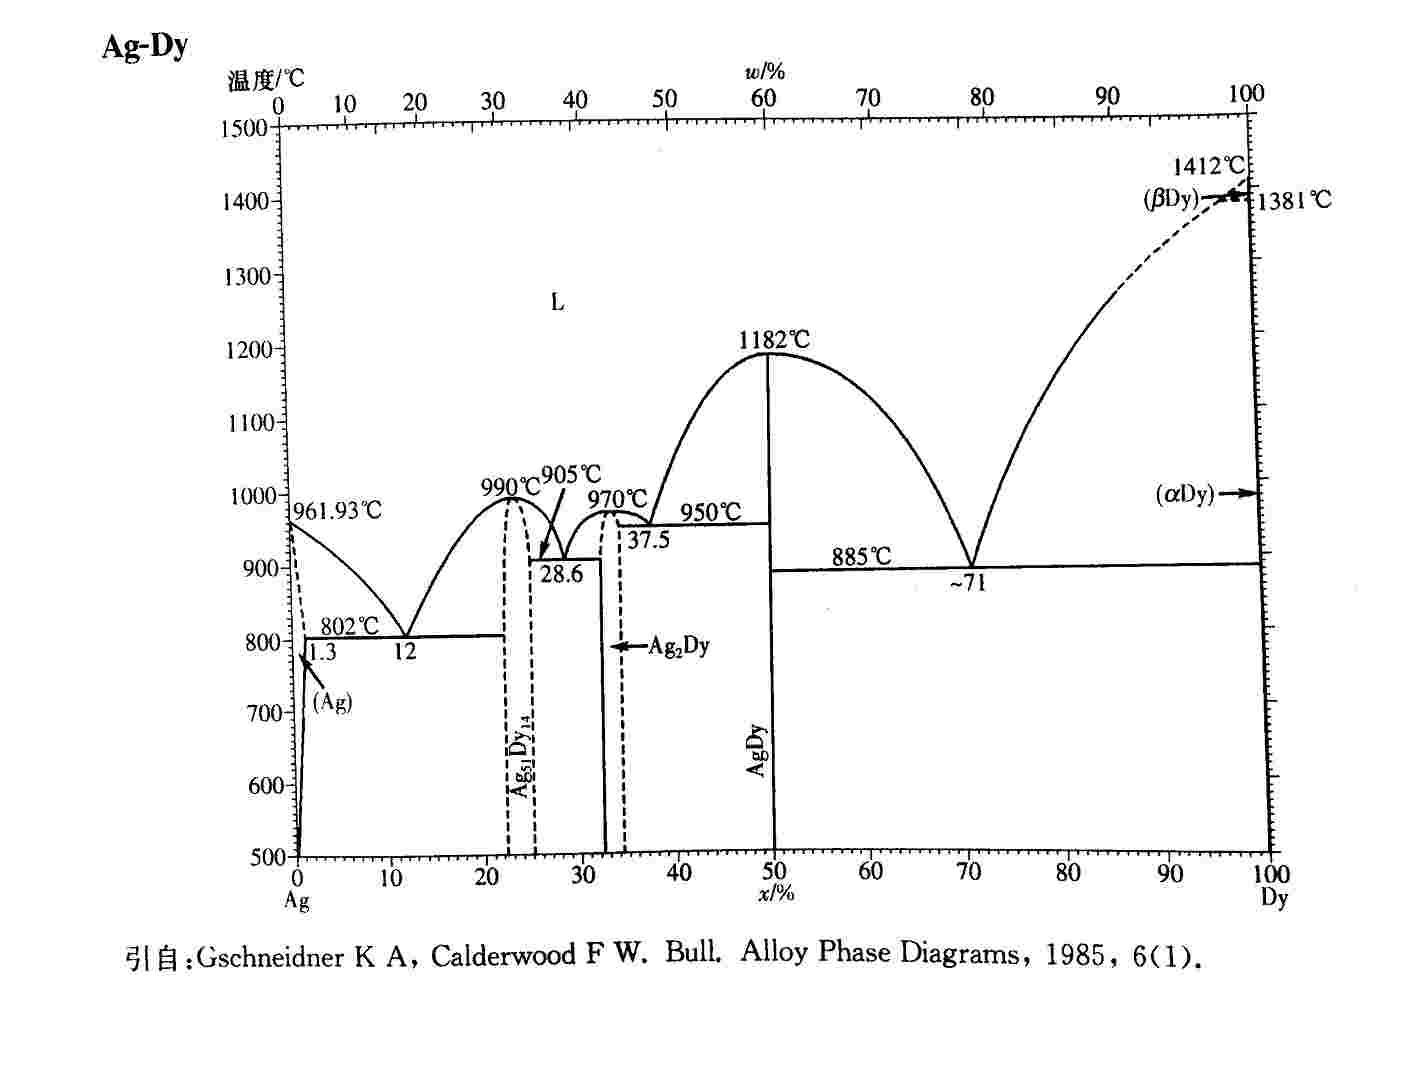 Ag-Dy
温度/℃
w/%
0 10 20 30 40 50 60 70 80 90 100
1500
1412℃
1400
(βDy)
1381℃
1300
L
1200
1182℃
1100
1000
990℃
905℃
970℃
(αDy)
961.93℃
950℃
37.5
900
28.6
885℃
~71
802℃
800
1.3
12
Ag₂Dy
(Ag)
700
Ag₅₁Dy₁₄
AgDy
600
500
0 10 20 30 40 50 60 70 80 90 100
Ag
x/%
Dy
引自:Gschneidner K A, Calderwood F W. Bull. Alloy Phase Diagrams, 1985, 6(1).